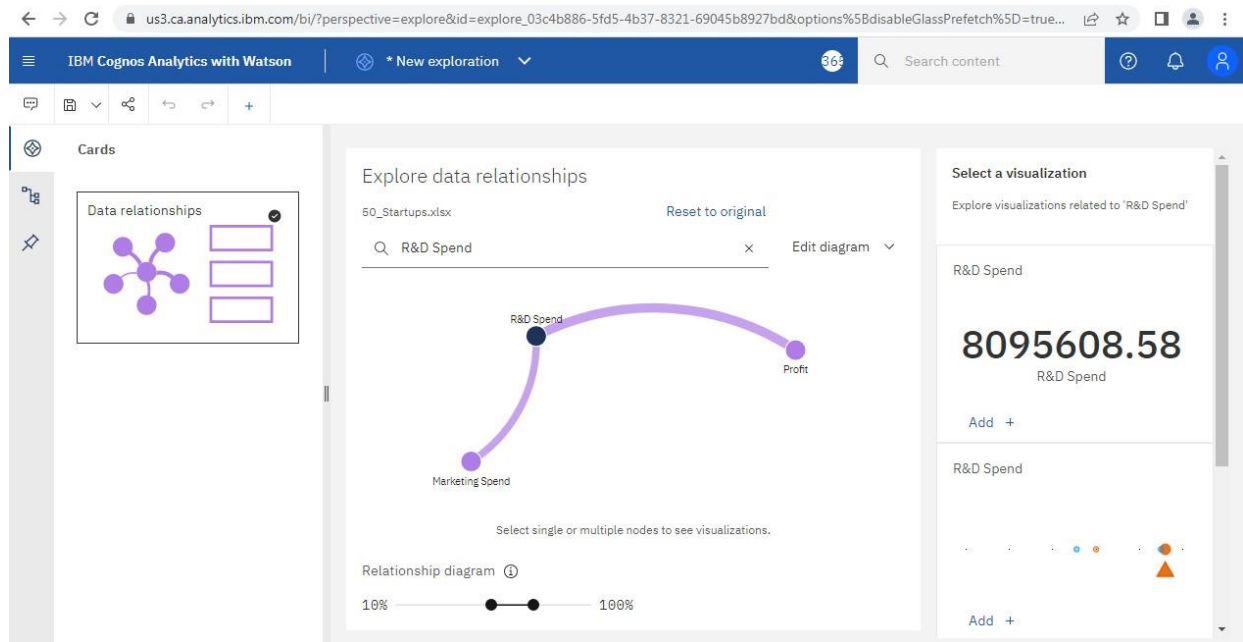 us3.ca.analytics.ibm.com/bi/?perspective=explore&id=explore_03c4b886-5fd5-4b37-8321-69045b8927bd&options%5BdisableGlassPrefetch%5D=true...
IBM Cognos Analytics with Watson
* New exploration
Search content
Cards
Data relationships
Explore data relationships
50_Startups.xlsx
Reset to original
R&D Spend
Edit diagram
R&D Spend
Profit
Marketing Spend
Select single or multiple nodes to see visualizations.
Relationship diagram
10%
100%
Select a visualization
Explore visualizations related to 'R&D Spend'
R&D Spend
8095608.58
R&D Spend
Add +
R&D Spend
Add +